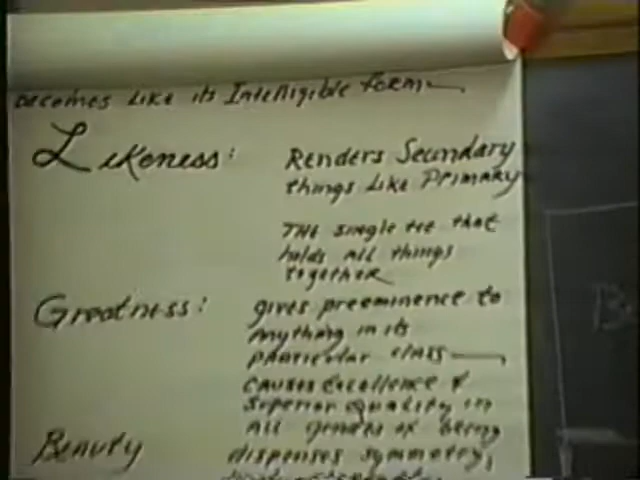 becomes Like its Intelligible form
Likeness: Renders Secondary
things Like Primary
The single tie that
holds all things
together
Greatness: gives preeminence to
anything in its
particular class
causes excellence &
superior quality in
all genera of being
Beauty dispenses symmetry,